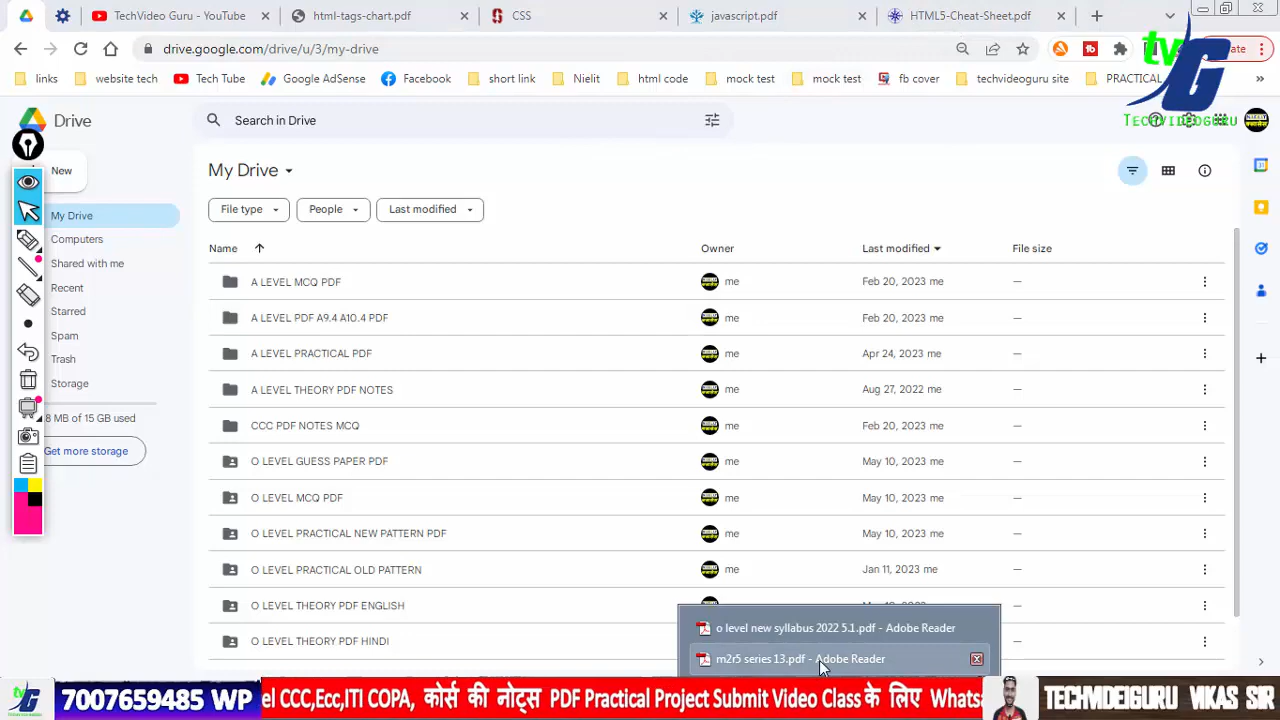 TechVideo Guru - YouTube
html-tags-chart.pdf
CSS
javascript.pdf
HTML5-Cheat-Sheet.pdf
tv
G
TECHVIDEOGURU
drive.google.com/drive/u/3/my-drive
links
website tech
Tech Tube
Google AdSense
Facebook
short link
Nielit
html code
mock test
mock test
fb cover
techvideoguru site
PRACTICAL
Drive
Search in Drive
New
My Drive
Computers
Shared with me
Recent
Starred
Spam
Trash
Storage
8 MB of 15 GB used
Get more storage
My Drive
File type
People
Last modified
Name
Owner
Last modified
File size
A LEVEL MCQ PDF me Feb 20, 2023 me —
A LEVEL PDF A9.4 A10.4 PDF me Feb 20, 2023 me —
A LEVEL PRACTICAL PDF me Apr 24, 2023 me —
A LEVEL THEORY PDF NOTES me Aug 27, 2022 me —
CCC PDF NOTES MCQ me Feb 20, 2023 me —
O LEVEL GUESS PAPER PDF me May 10, 2023 me —
O LEVEL MCQ PDF me May 10, 2023 me —
O LEVEL PRACTICAL NEW PATTERN PDF me May 10, 2023 me —
O LEVEL PRACTICAL OLD PATTERN me Jan 11, 2023 me —
O LEVEL THEORY PDF ENGLISH
O LEVEL THEORY PDF HINDI
o level new syllabus 2022 5.1.pdf - Adobe Reader
m2r5 series 13.pdf - Adobe Reader
7007659485 WP
el CCC,Ecc,ITI COPA, कोर्स की नोट्स PDF Practical Project Submit Video Class के लिए Whatsa
TECHVIDEIGURU VIKAS SIR